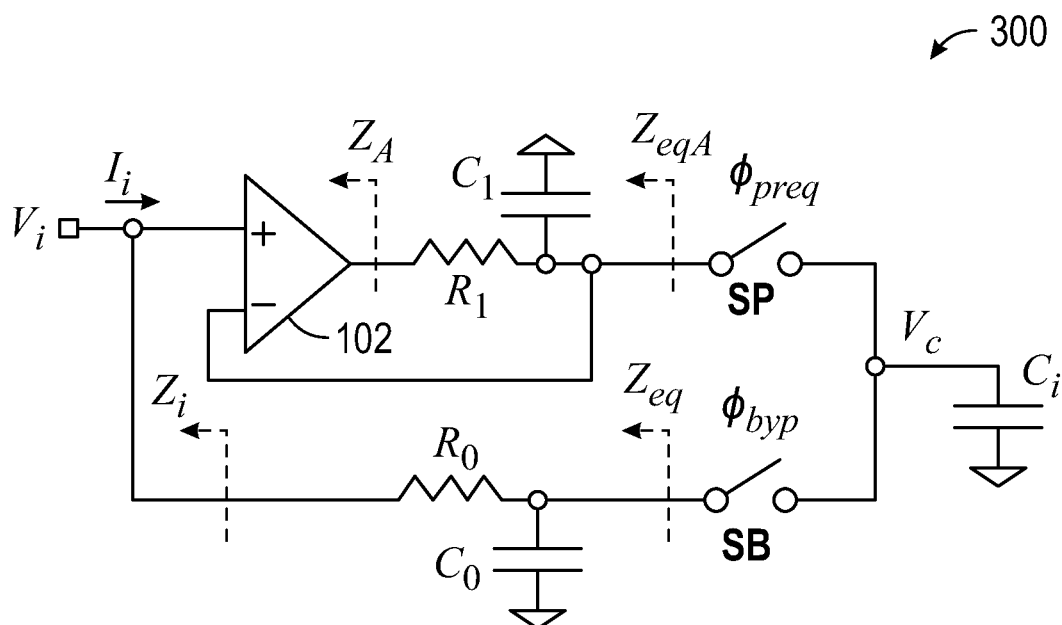 300
Z_A
Z_eqA
C_1
ϕ_preq
I_i
V_i
+
−
R_1
SP
102
V_c
C_i
Z_i
Z_eq
ϕ_byp
R_0
C_0
SB